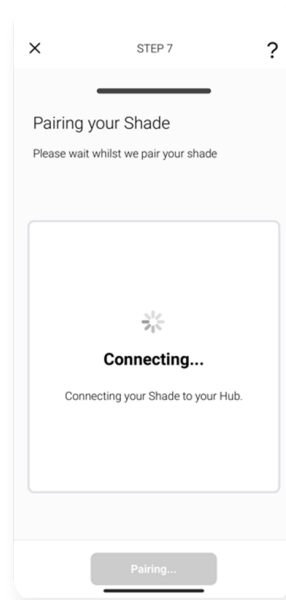 STEP 7
?
Pairing your Shade
Please wait whilst we pair your shade
Connecting...
Connecting your Shade to your Hub.
Pairing...